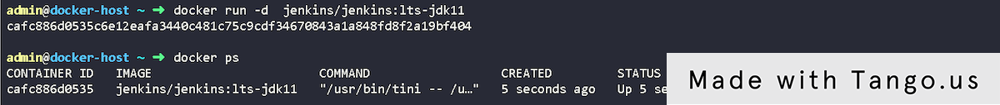 admin@docker-host ~ ➜ docker run -d  jenkins/jenkins:lts-jdk11
cafc886d0535c6e12eafa3440c481c75c9cdf34670843a1a848fd8f2a19bf404
admin@docker-host ~ ➜ docker ps
CONTAINER ID   IMAGE                       COMMAND                  CREATED         STATUS
cafc886d0535   jenkins/jenkins:lts-jdk11   "/usr/bin/tini -- /u…"   5 seconds ago   Up 5 se
Made with Tango.us